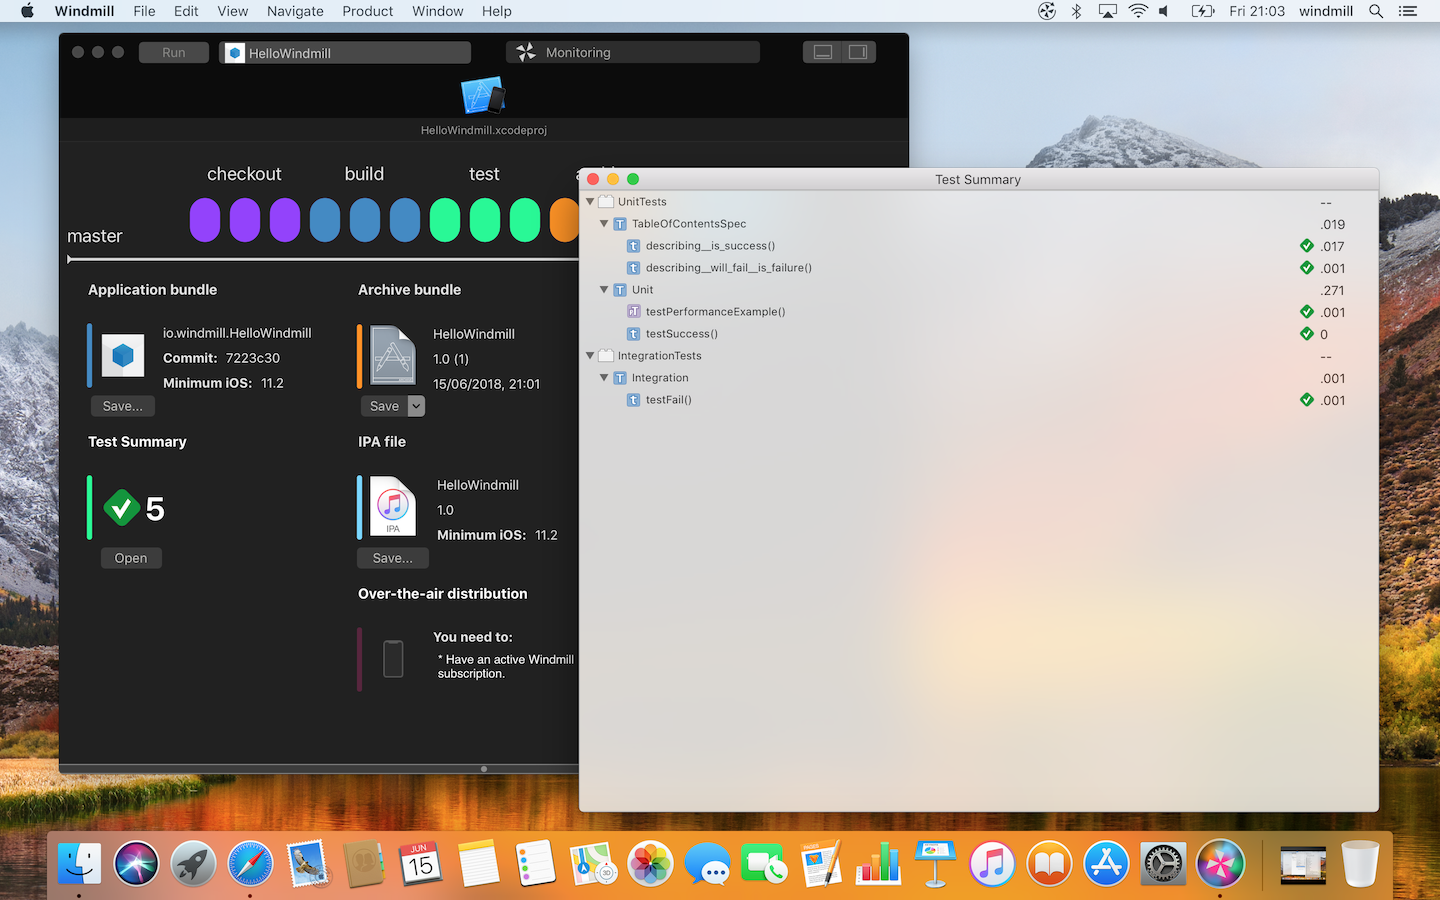 Windmill File Edit View Navigate Product Window Help Fri 21:03 windmill
Run HelloWindmill Monitoring
HelloWindmill.xcodeproj
checkout build test
master
Application bundle
io.windmill.HelloWindmill
Commit: 7223c30
Minimum iOS: 11.2
Save...
Archive bundle
HelloWindmill
1.0 (1)
15/06/2018, 21:01
Save
Test Summary
5
Open
IPA file
IPA
HelloWindmill
1.0
Minimum iOS: 11.2
Save...
Over-the-air distribution
You need to:
* Have an active Windmill
subscription.
Test Summary
UnitTests --
TableOfContentsSpec .019
describing__is_success() .017
describing__will_fail__is_failure() .001
Unit .271
testPerformanceExample() .001
testSuccess() 0
IntegrationTests --
Integration .001
testFail() .001
JUN
15
PAGES
3D